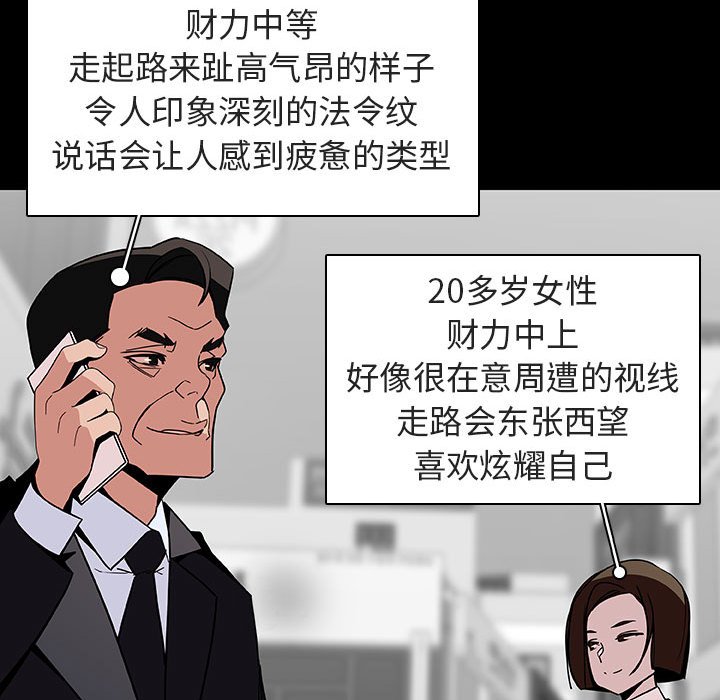 财力中等
走起路来趾高气昂的样子
令人印象深刻的法令纹
说话会让人感到疲惫的类型
20多岁女性
财力中上
好像很在意周遭的视线
走路会东张西望
喜欢炫耀自己